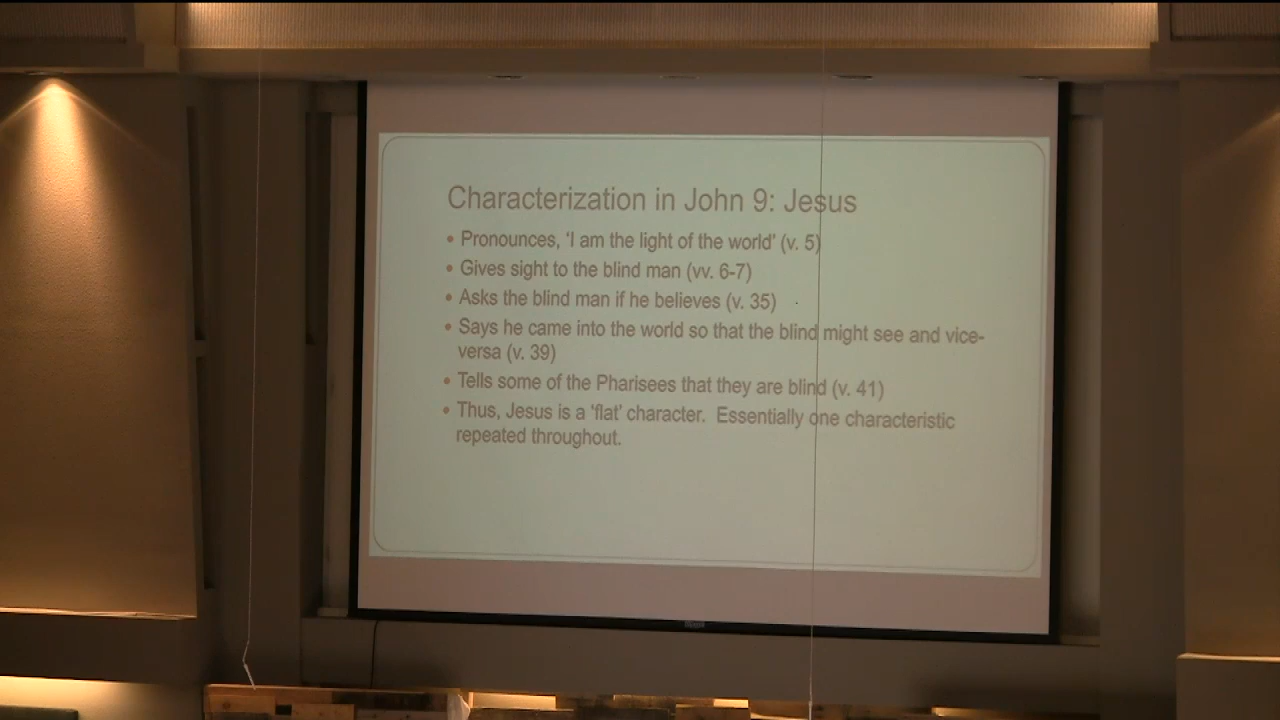 Characterization in John 9: Jesus
• Pronounces, ‘I am the light of the world’ (v. 5)
• Gives sight to the blind man (vv. 6-7)
• Asks the blind man if he believes (v. 35)
• Says he came into the world so that the blind might see and vice-
versa (v. 39)
• Tells some of the Pharisees that they are blind (v. 41)
• Thus, Jesus is a ‘flat’ character.  Essentially one characteristic
repeated throughout.